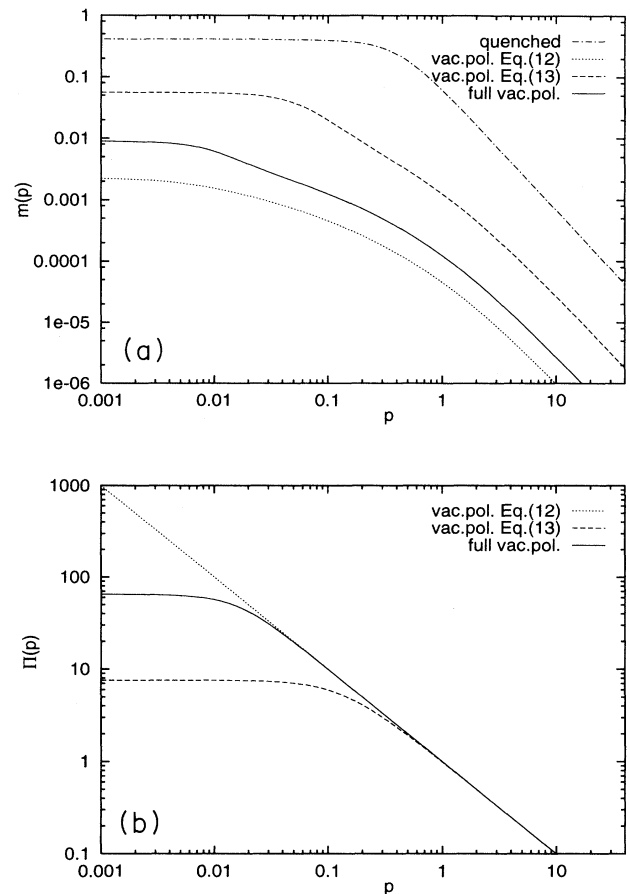 1
0.1
0.01
0.001
0.0001
1e-05
1e-06
m(p)
quenched
vac.pol. Eq.(12)
vac.pol. Eq.(13)
full vac.pol.
(a)
0.001 0.01 0.1 1 10
p
1000
100
10
1
0.1
Π(p)
vac.pol. Eq.(12)
vac.pol. Eq.(13)
full vac.pol.
(b)
0.001 0.01 0.1 1 10
p